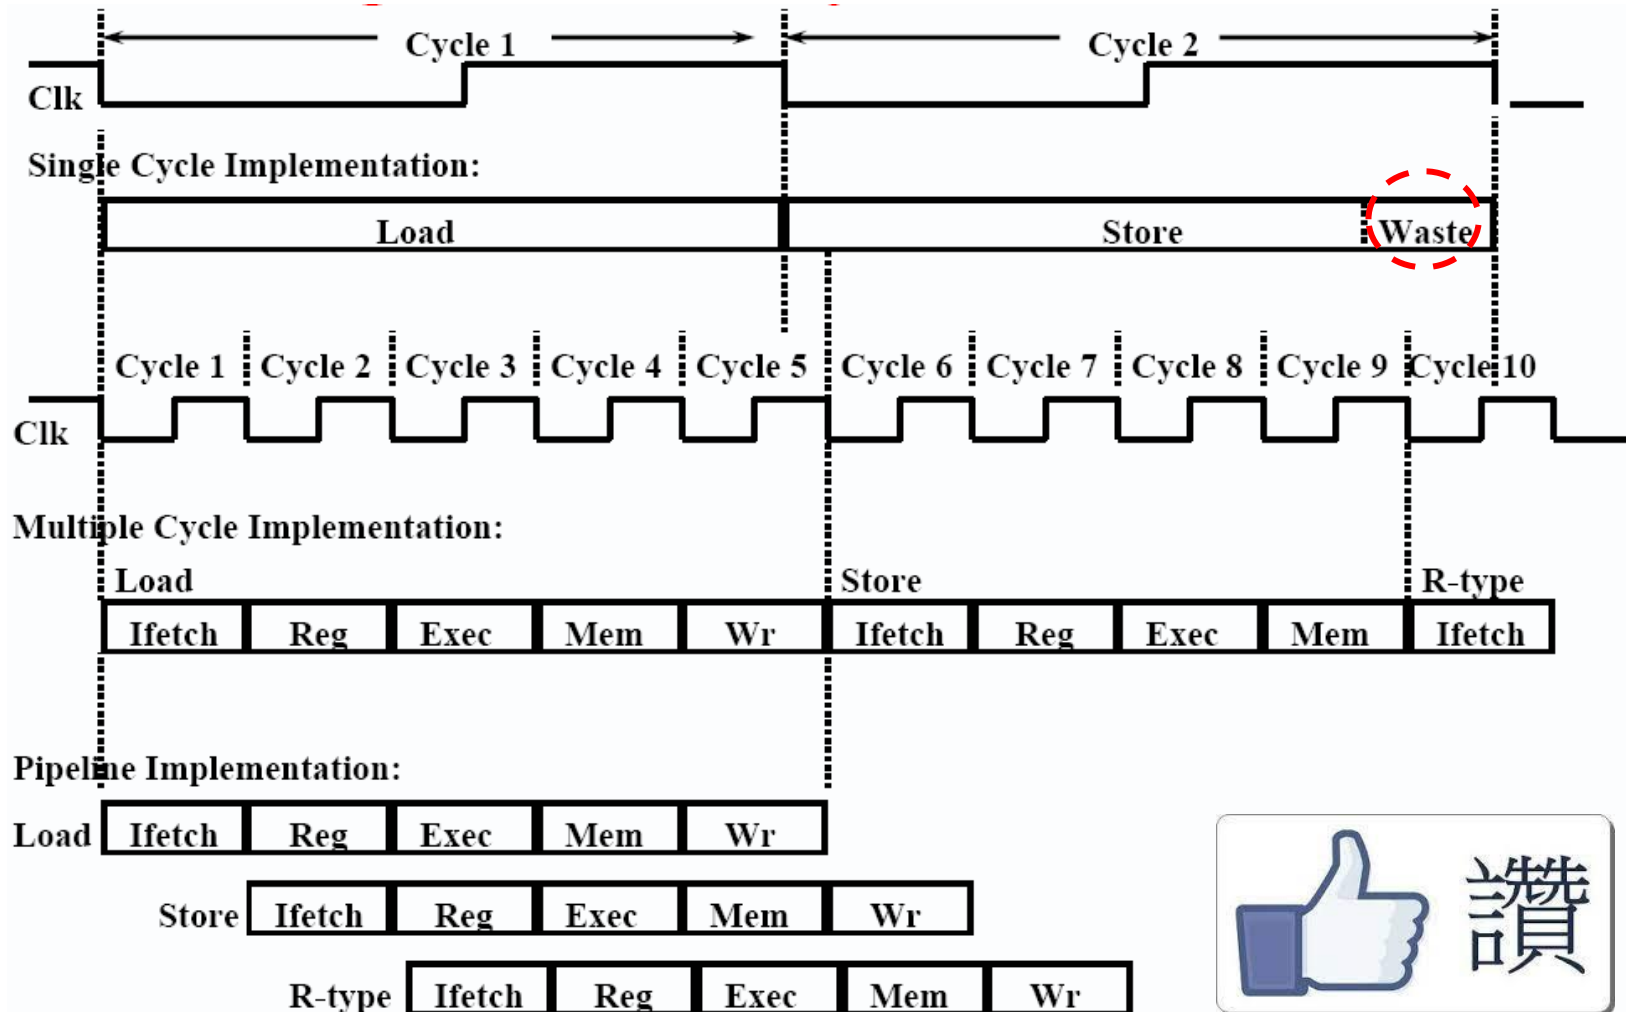 Cycle 1 Cycle 2
Clk
Single Cycle Implementation:
Load Store Waste
Cycle 1 Cycle 2 Cycle 3 Cycle 4 Cycle 5 Cycle 6 Cycle 7 Cycle 8 Cycle 9 Cycle 10
Clk
Multiple Cycle Implementation:
Load Store R-type
Ifetch Reg Exec Mem Wr Ifetch Reg Exec Mem Ifetch
Pipeline Implementation:
Load Ifetch Reg Exec Mem Wr
Store Ifetch Reg Exec Mem Wr
R-type Ifetch Reg Exec Mem Wr
讚